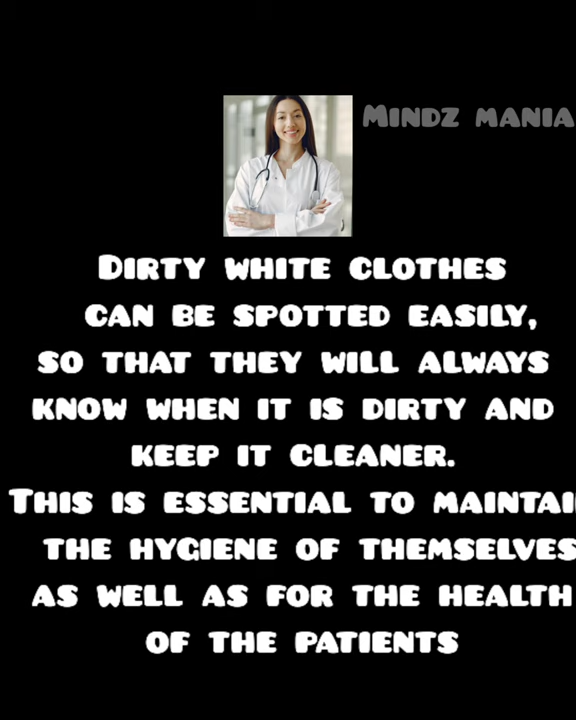 MINDZ MANIA
DIRTY WHITE CLOTHES
CAN BE SPOTTED EASILY,
SO THAT THEY WILL ALWAYS
KNOW WHEN IT IS DIRTY AND
KEEP IT CLEANER.
THIS IS ESSENTIAL TO MAINTAI
THE HYGIENE OF THEMSELVES
AS WELL AS FOR THE HEALTH
OF THE PATIENTS